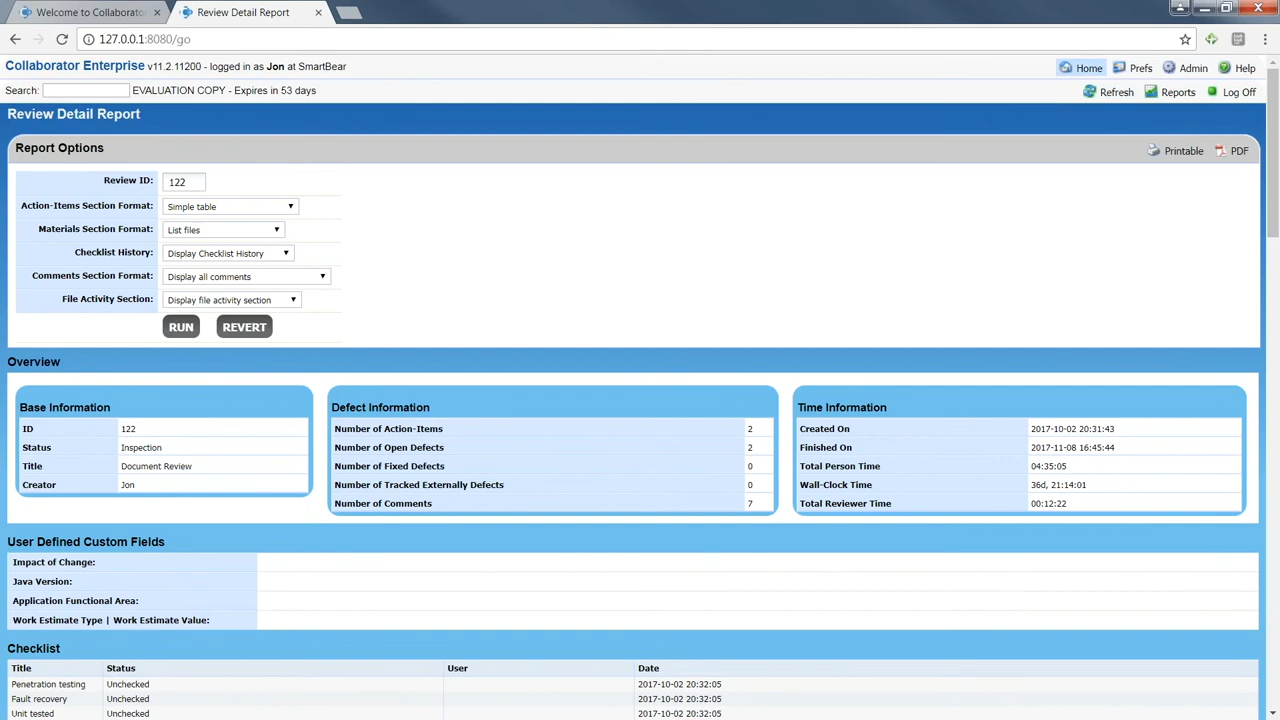 Welcome to Collaborato
Review Detail Report
127.0.0.1:8080/go
Collaborator Enterprise v11.2.11200 - logged in as Jon at SmartBear
Home Prefs Admin Help
Search: EVALUATION COPY - Expires in 53 days
Refresh Reports Log Off
Review Detail Report
Report Options
Printable PDF
Review ID: 122
Action-Items Section Format: Simple table
Materials Section Format: List files
Checklist History: Display Checklist History
Comments Section Format: Display all comments
File Activity Section: Display file activity section
RUN REVERT
Overview
Base Information
ID 122
Status Inspection
Title Document Review
Creator Jon
Defect Information
Number of Action-Items 2
Number of Open Defects 2
Number of Fixed Defects 0
Number of Tracked Externally Defects 0
Number of Comments 7
Time Information
Created On 2017-10-02 20:31:43
Finished On 2017-11-08 16:45:44
Total Person Time 04:35:05
Wall-Clock Time 36d, 21:14:01
Total Reviewer Time 00:12:22
User Defined Custom Fields
Impact of Change:
Java Version:
Application Functional Area:
Work Estimate Type | Work Estimate Value:
Checklist
Title Status User Date
Penetration testing Unchecked 2017-10-02 20:32:05
Fault recovery Unchecked 2017-10-02 20:32:05
Unit tested Unchecked 2017-10-02 20:32:05